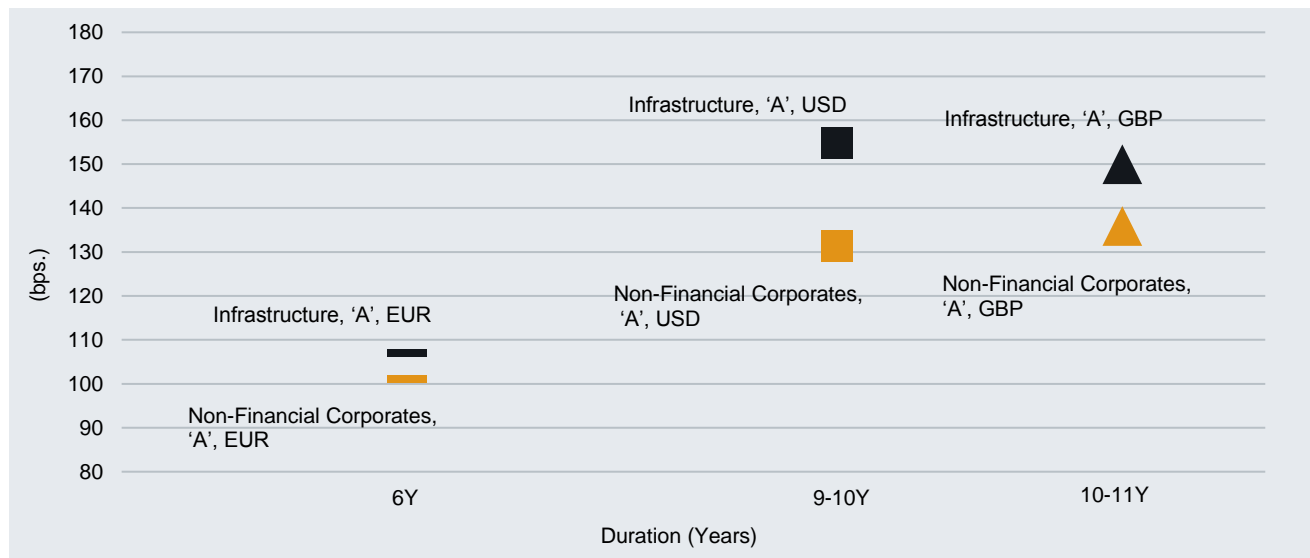 180
170
160
150
140
130
120
110
100
90
80
(bps.)
Infrastructure, ‘A’, USD
Infrastructure, ‘A’, GBP
Non-Financial Corporates,
‘A’, USD
Non-Financial Corporates,
‘A’, GBP
Infrastructure, ‘A’, EUR
Non-Financial Corporates,
‘A’, EUR
6Y
9-10Y
10-11Y
Duration (Years)